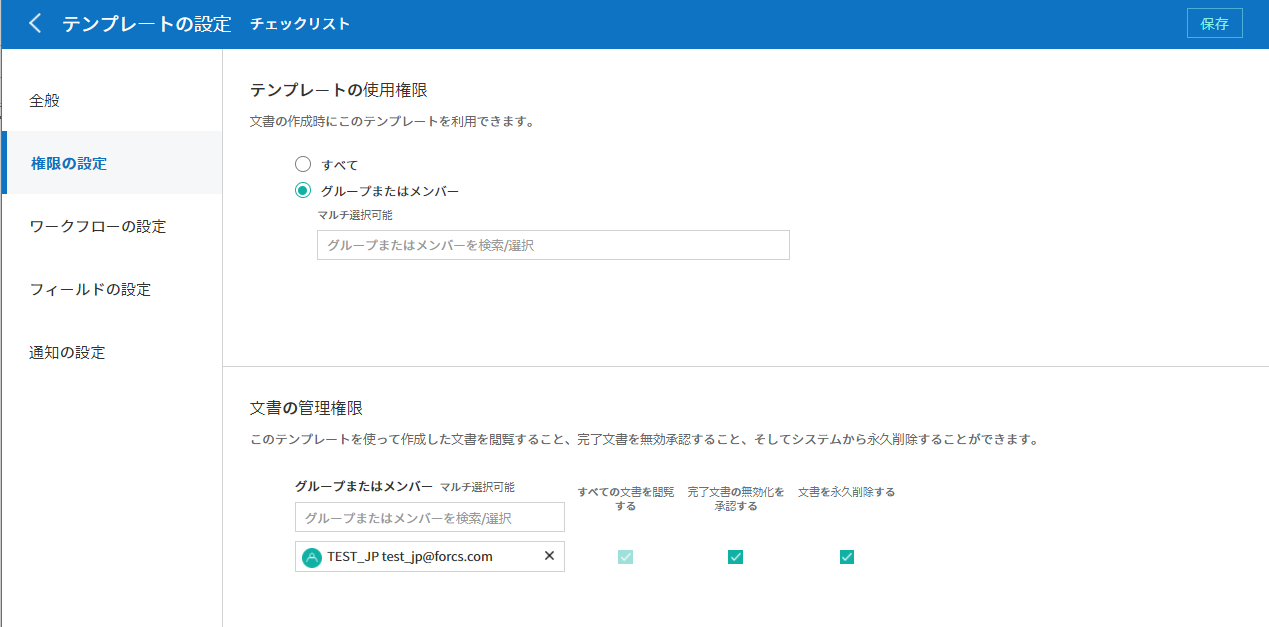 テンプレートの設定 チェックリスト
保存
全般
権限の設定
ワークフローの設定
フィールドの設定
通知の設定
テンプレートの使用権限
文書の作成時にこのテンプレートを利用できます。
すべて
グループまたはメンバー
マルチ選択可能
グループまたはメンバーを検索/選択
文書の管理権限
このテンプレートを使って作成した文書を閲覧すること、完了文書を無効承認すること、そしてシステムから永久削除することができます。
グループまたはメンバー マルチ選択可能
グループまたはメンバーを検索/選択
すべての文書を閲覧
する
完了文書の無効化を
承認する
文書を永久削除する
TEST_JP test_jp@forcs.com